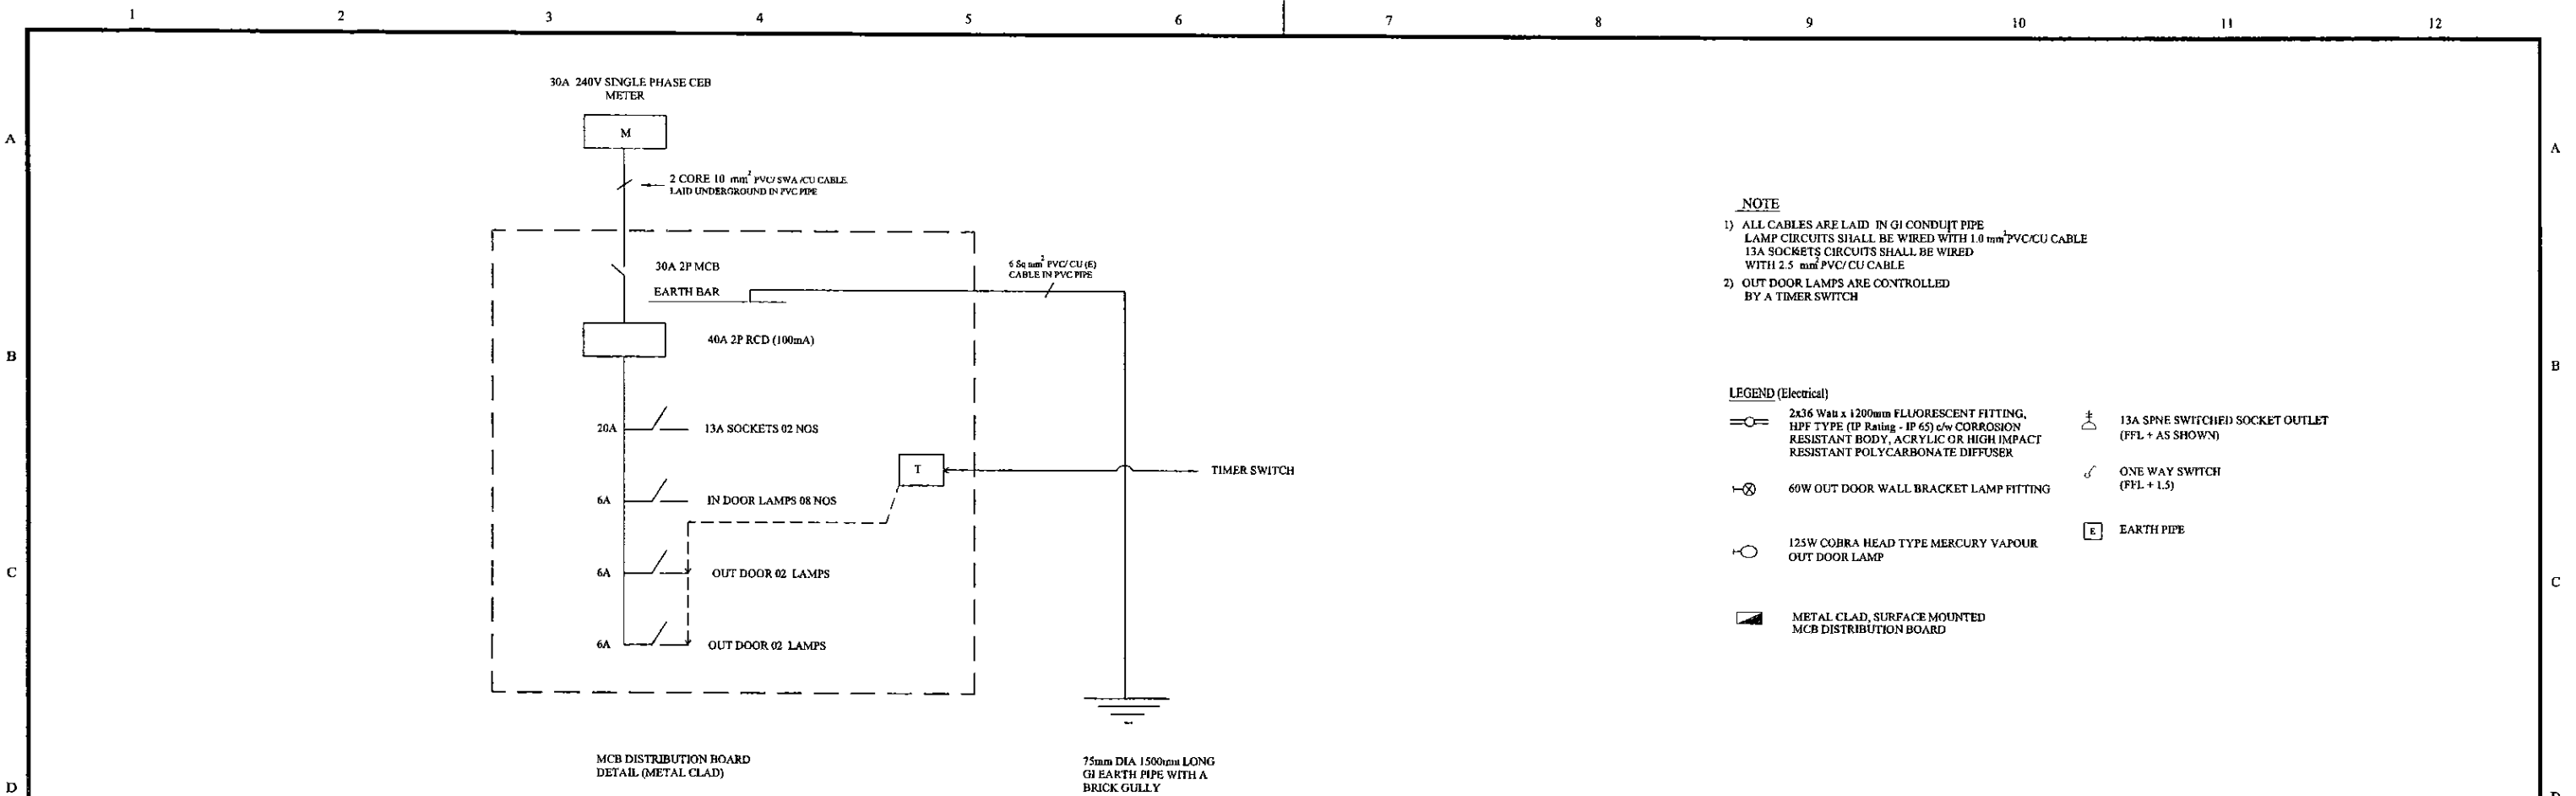 1 2 3 4 5 6 7 8 9 10 11 12
A
B
C
D
30A 240V SINGLE PHASE CEB
METER
M
2 CORE 10 mm² PVC/ SWA /CU CABLE
LAID UNDERGROUND IN PVC PIPE
30A 2P MCB
EARTH BAR
6 Sq mm² PVC/ CU (E)
CABLE IN PVC PIPE
40A 2P RCD (100mA)
20A 13A SOCKETS 02 NOS
T
TIMER SWITCH
6A IN DOOR LAMPS 08 NOS
6A OUT DOOR 02 LAMPS
6A OUT DOOR 02 LAMPS
MCB DISTRIBUTION BOARD
DETAIL (METAL CLAD)
75mm DIA 1500mm LONG
GI EARTH PIPE WITH A
BRICK GULLY
NOTE
1) ALL CABLES ARE LAID IN GI CONDUIT PIPE
LAMP CIRCUITS SHALL BE WIRED WITH 1.0 mm² PVC/CU CABLE
13A SOCKETS CIRCUITS SHALL BE WIRED
WITH 2.5 mm² PVC/ CU CABLE
2) OUT DOOR LAMPS ARE CONTROLLED
BY A TIMER SWITCH
LEGEND (Electrical)
2x36 Watt x 1200mm FLUORESCENT FITTING,
HPF TYPE (IP Rating - IP 65) c/w CORROSION
RESISTANT BODY, ACRYLIC OR HIGH IMPACT
RESISTANT POLYCARBONATE DIFFUSER
60W OUT DOOR WALL BRACKET LAMP FITTING
125W COBRA HEAD TYPE MERCURY VAPOUR
OUT DOOR LAMP
METAL CLAD, SURFACE MOUNTED
MCB DISTRIBUTION BOARD
13A SPNE SWITCHED SOCKET OUTLET
(FFL + AS SHOWN)
ONE WAY SWITCH
(FFL + 1.5)
E EARTH PIPE
A
B
C
D